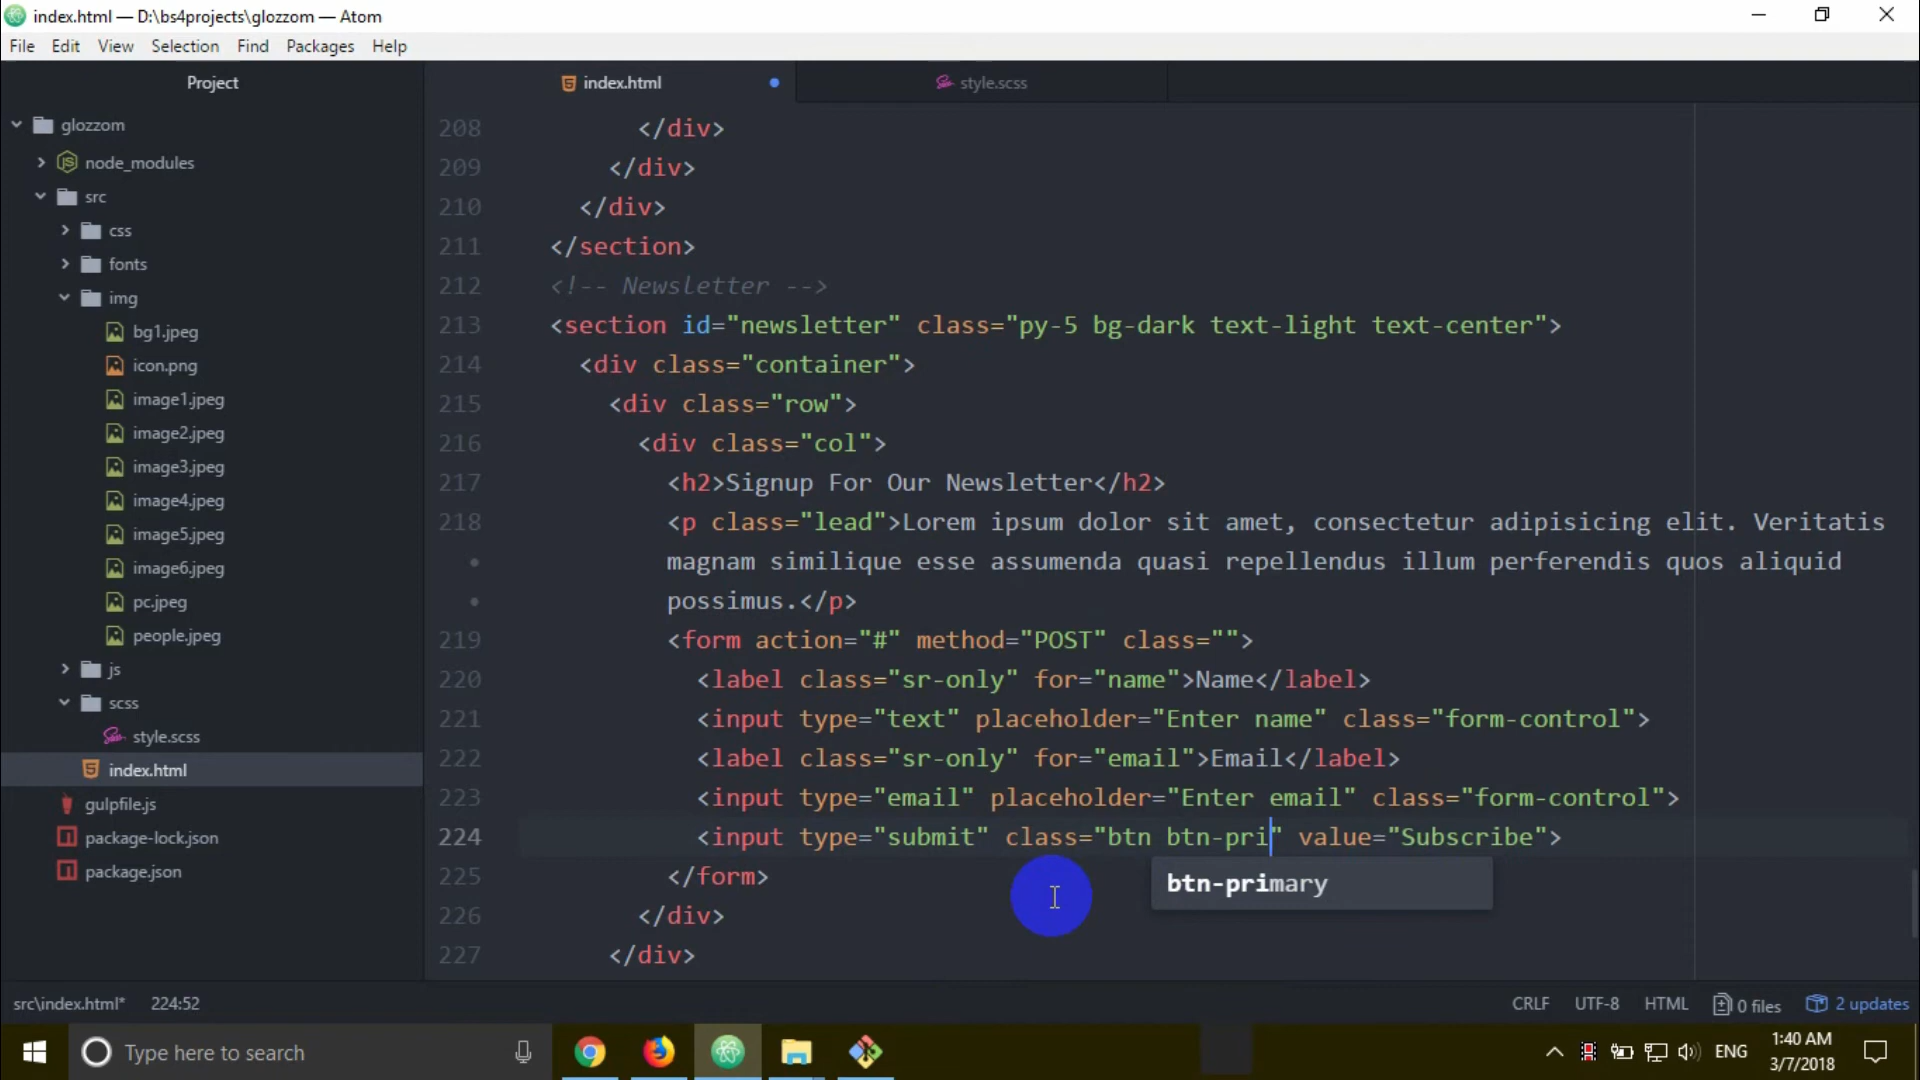 index.html — D:\bs4projects\glozzom — Atom
File Edit View Selection Find Packages Help
Project
index.html
style.scss
glozzom
node_modules
src
css
fonts
img
bg1.jpeg
icon.png
image1.jpeg
image2.jpeg
image3.jpeg
image4.jpeg
image5.jpeg
image6.jpeg
pc.jpeg
people.jpeg
js
scss
style.scss
index.html
gulpfile.js
package-lock.json
package.json
208 </div>
209 </div>
210 </div>
211 </section>
212 <!-- Newsletter -->
213 <section id="newsletter" class="py-5 bg-dark text-light text-center">
214 <div class="container">
215 <div class="row">
216 <div class="col">
217 <h2>Signup For Our Newsletter</h2>
218 <p class="lead">Lorem ipsum dolor sit amet, consectetur adipisicing elit. Veritatis
• magnam similique esse assumenda quasi repellendus illum perferendis quos aliquid
• possimus.</p>
219 <form action="#" method="POST" class="">
220 <label class="sr-only" for="name">Name</label>
221 <input type="text" placeholder="Enter name" class="form-control">
222 <label class="sr-only" for="email">Email</label>
223 <input type="email" placeholder="Enter email" class="form-control">
224 <input type="submit" class="btn btn-pri" value="Subscribe">
btn-primary
225 </form>
226 </div>
227 </div>
src\index.html* 224:52
CRLF UTF-8 HTML 0 files 2 updates
Type here to search
ENG
1:40 AM
3/7/2018